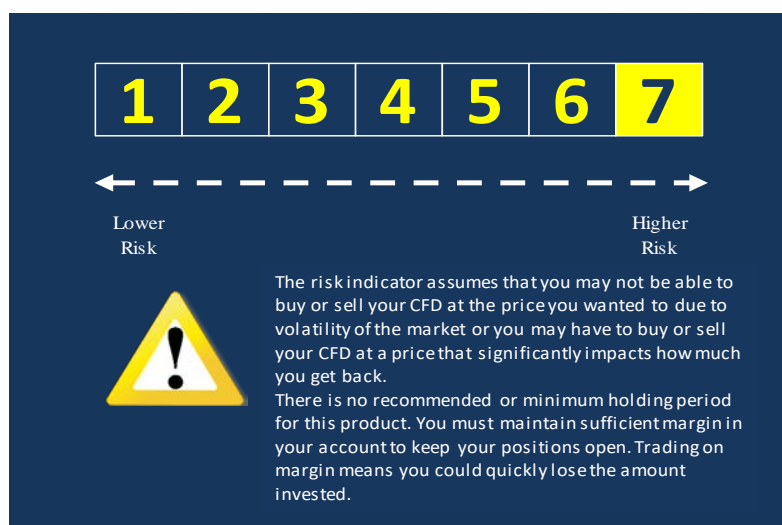 1 2 3 4 5 6 7
Lower Higher
Risk Risk
The risk indicator assumes that you may not be able to
buy or sell your CFD at the price you wanted to due to
volatility of the market or you may have to buy or sell
your CFD at a price that significantly impacts how much
you get back.
There is no recommended or minimum holding period
for this product. You must maintain sufficient margin in
your account to keep your positions open. Trading on
margin means you could quickly lose the amount
invested.